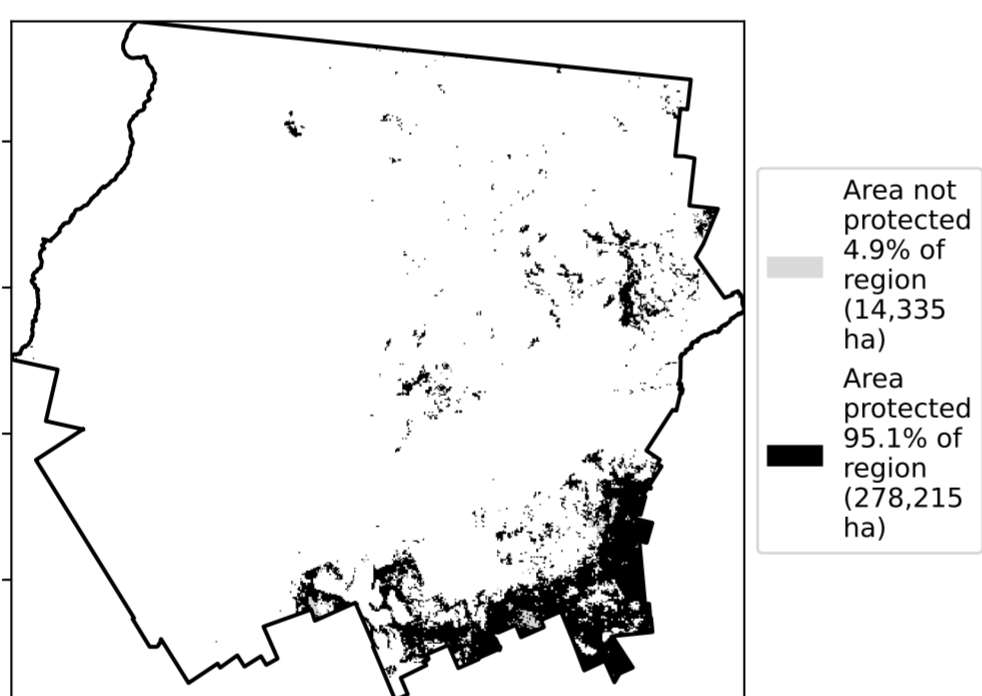 Area not
protected
4.9% of
region
(14,335
ha)
Area
protected
95.1% of
region
(278,215
ha)